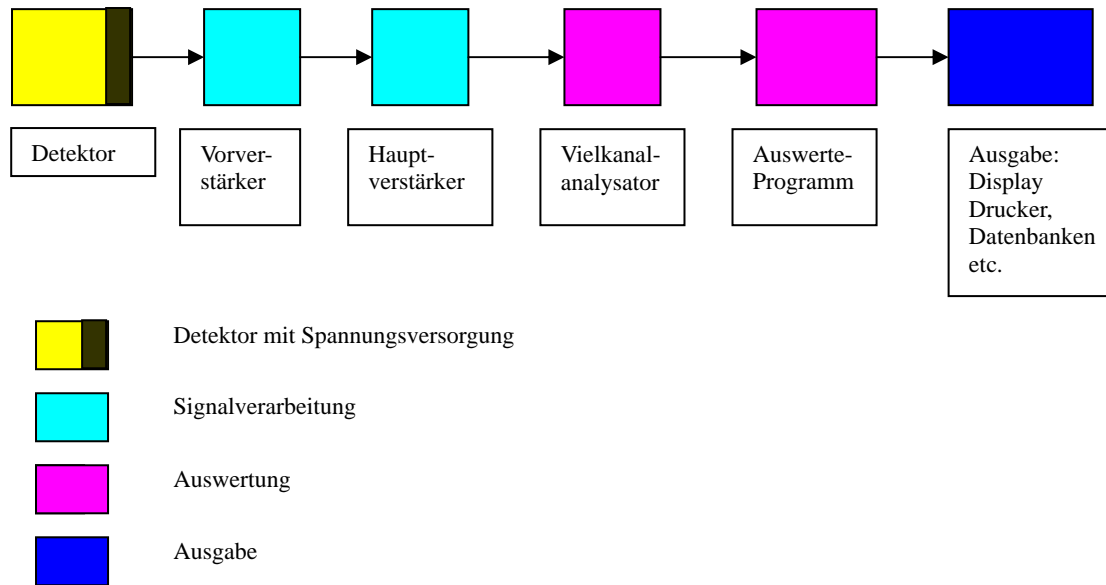 Detektor
Vorver-
stärker
Haupt-
verstärker
Vielkanal-
analysator
Auswerte-
Programm
Ausgabe:
Display
Drucker,
Datenbanken
etc.
Detektor mit Spannungsversorgung
Signalverarbeitung
Auswertung
Ausgabe